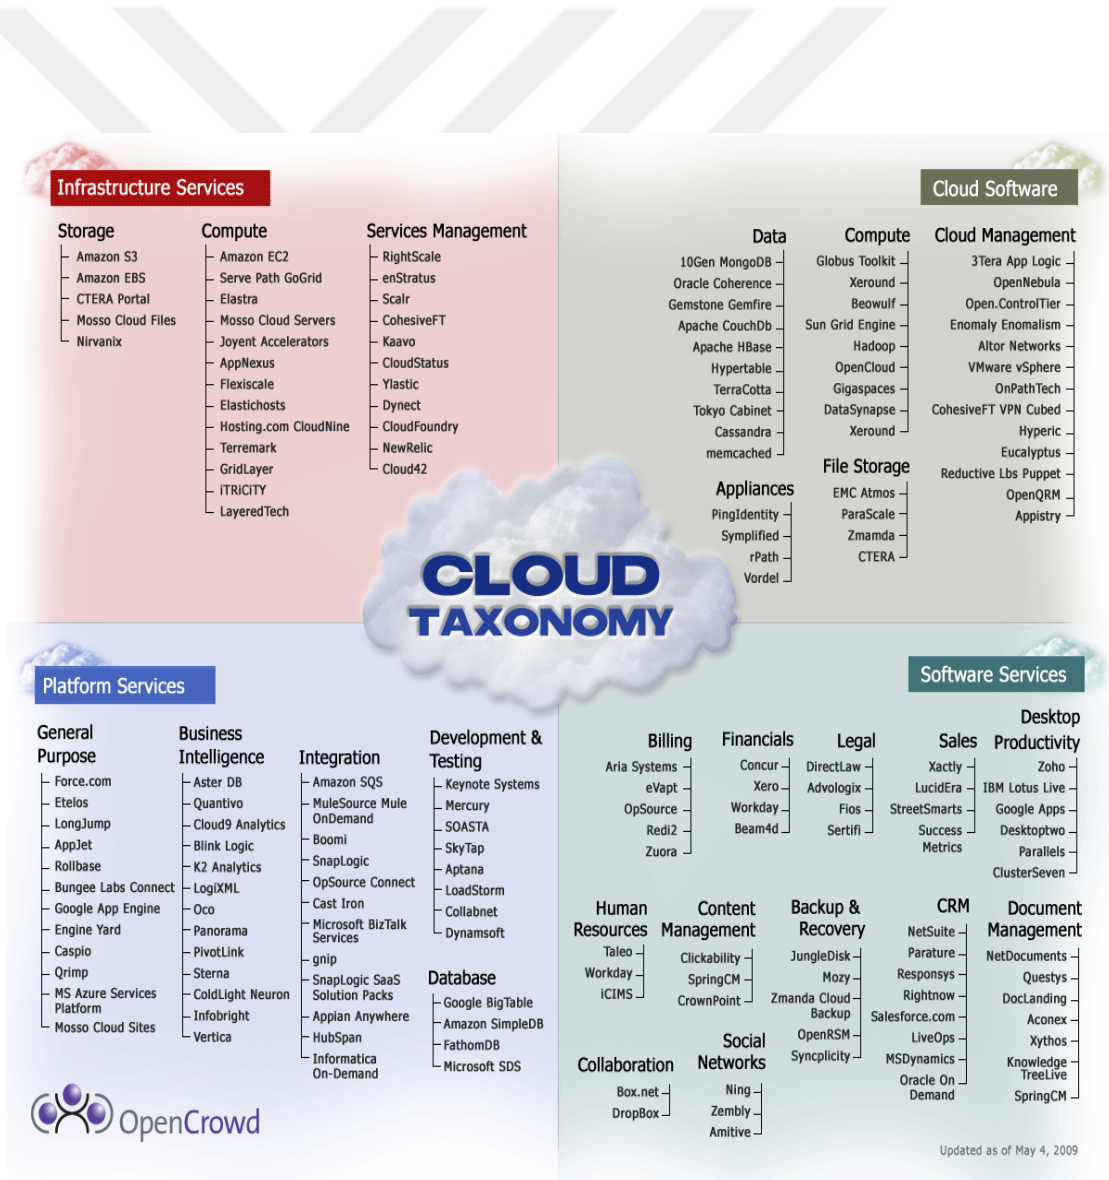 Infrastructure Services
Storage
Amazon S3
Amazon EBS
CTERA Portal
Mosso Cloud Files
Nirvanix
Compute
Amazon EC2
Serve Path GoGrid
Elastra
Mosso Cloud Servers
Joyent Accelerators
AppNexus
Flexiscale
Elastichosts
Hosting.com CloudNine
Terremark
GridLayer
iTRiCiTY
LayeredTech
Services Management
RightScale
enStratus
Scalr
CohesiveFT
Kaavo
CloudStatus
Ylastic
Dynect
CloudFoundry
NewRelic
Cloud42
Cloud Software
Data
10Gen MongoDB
Oracle Coherence
Gemstone Gemfire
Apache CouchDb
Apache HBase
Hypertable
TerraCotta
Tokyo Cabinet
Cassandra
memcached
Appliances
PingIdentity
Symplified
rPath
Vordel
Compute
Globus Toolkit
Xeround
Beowulf
Sun Grid Engine
Hadoop
OpenCloud
Gigaspaces
DataSynapse
Xeround
File Storage
EMC Atmos
ParaScale
Zmamda
CTERA
Cloud Management
3Tera App Logic
OpenNebula
Open.ControlTier
Enomaly Enomalism
Altor Networks
VMware vSphere
OnPathTech
CohesiveFT VPN Cubed
Hyperic
Eucalyptus
Reductive Lbs Puppet
OpenQRM
Appistry
CLOUD
TAXONOMY
Platform Services
General
Purpose
Force.com
Etelos
LongJump
AppJet
Rollbase
Bungee Labs Connect
Google App Engine
Engine Yard
Caspio
Qrimp
MS Azure Services
Platform
Mosso Cloud Sites
Business
Intelligence
Aster DB
Quantivo
Cloud9 Analytics
Blink Logic
K2 Analytics
LogiXML
Oco
Panorama
PivotLink
Sterna
ColdLight Neuron
Infobright
Vertica
Integration
Amazon SQS
MuleSource Mule
OnDemand
Boomi
SnapLogic
OpSource Connect
Cast Iron
Microsoft BizTalk
Services
gnip
SnapLogic SaaS
Solution Packs
Appian Anywhere
HubSpan
Informatica
On-Demand
Development &
Testing
Keynote Systems
Mercury
SOASTA
SkyTap
Aptana
LoadStorm
Collabnet
Dynamsoft
Database
Google BigTable
Amazon SimpleDB
FathomDB
Microsoft SDS
OpenCrowd
Software Services
Billing
Aria Systems
eVapt
OpSource
Redi2
Zuora
Financials
Concur
Xero
Workday
Beam4d
Legal
DirectLaw
Advologix
Fios
Sertifi
Sales
Xactly
LucidEra
StreetSmarts
Success
Metrics
Desktop
Productivity
Zoho
IBM Lotus Live
Google Apps
Desktoptwo
Parallels
ClusterSeven
Human
Resources
Taleo
Workday
iCIMS
Content
Management
Clickability
SpringCM
CrownPoint
Backup &
Recovery
JungleDisk
Mozy
Zmanda Cloud
Backup
OpenRSM
Syncplicity
CRM
NetSuite
Parature
Responsys
Rightnow
Salesforce.com
LiveOps
MSDynamics
Oracle On
Demand
Document
Management
NetDocuments
Questys
DocLanding
Aconex
Xythos
Knowledge
TreeLive
SpringCM
Collaboration
Box.net
DropBox
Social
Networks
Ning
Zembly
Amitive
Updated as of May 4, 2009